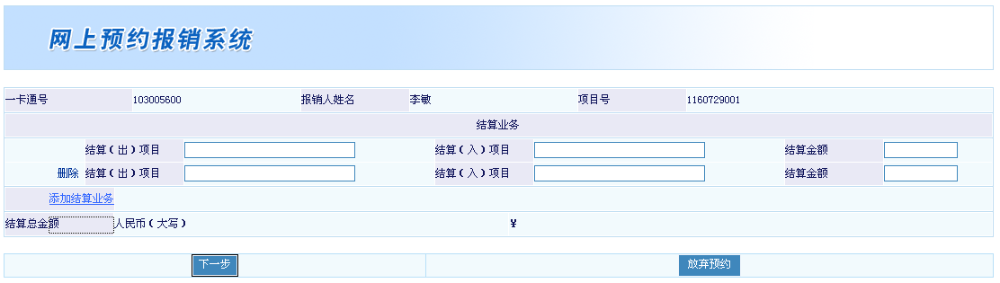 网上预约报销系统
一卡通号 103005600 报销人姓名 李敏 项目号 1160729001
结算业务
结算(出)项目 结算(入)项目 结算金额
删除 结算(出)项目 结算(入)项目 结算金额
添加结算业务
结算总金额 人民币(大写) ¥
下一步 放弃预约